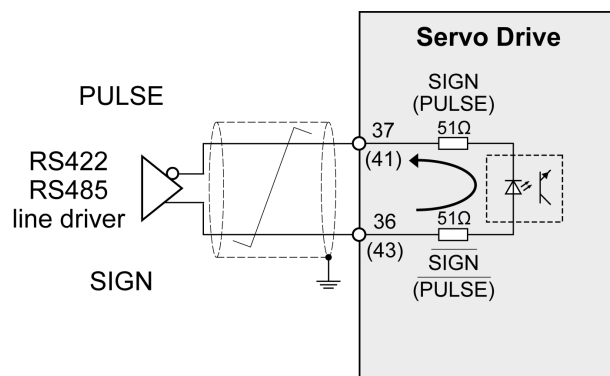 Servo Drive
PULSE
SIGN
(PULSE)
37
51Ω
(41)
RS422
RS485
line driver
36
51Ω
(43)
SIGN
(PULSE)
SIGN